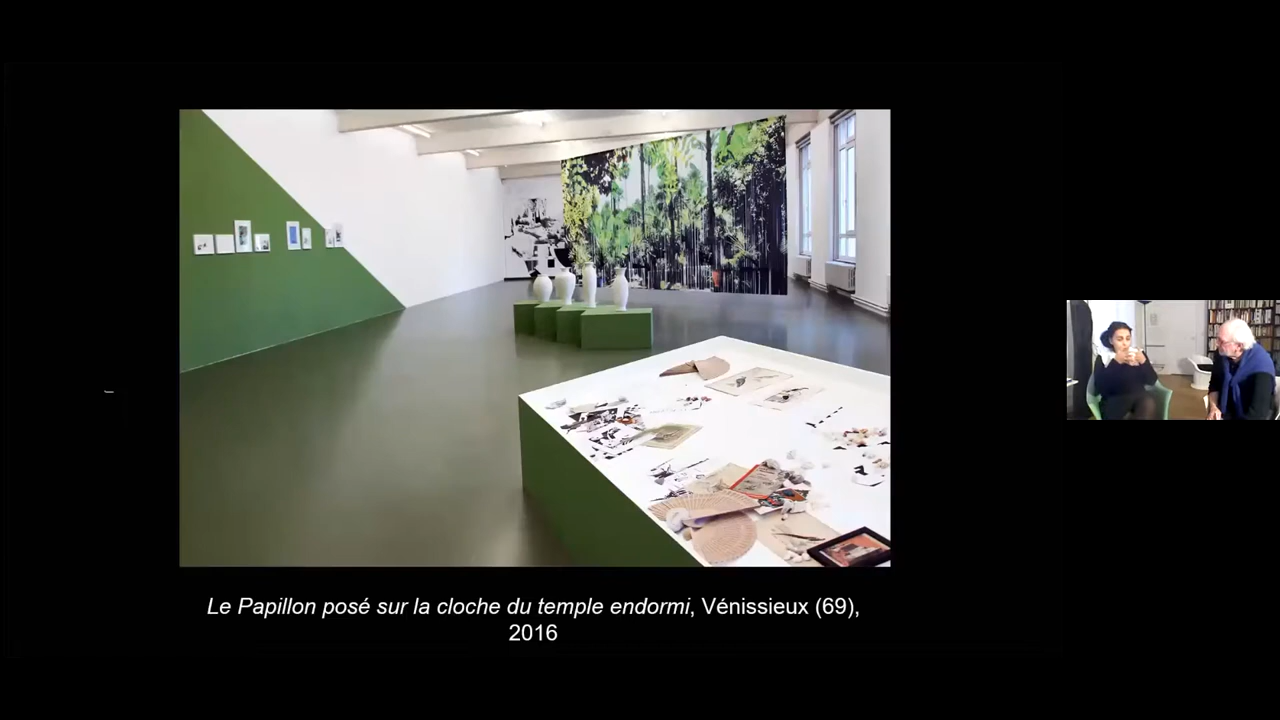 Le Papillon posé sur la cloche du temple endormi, Vénissieux (69),
2016